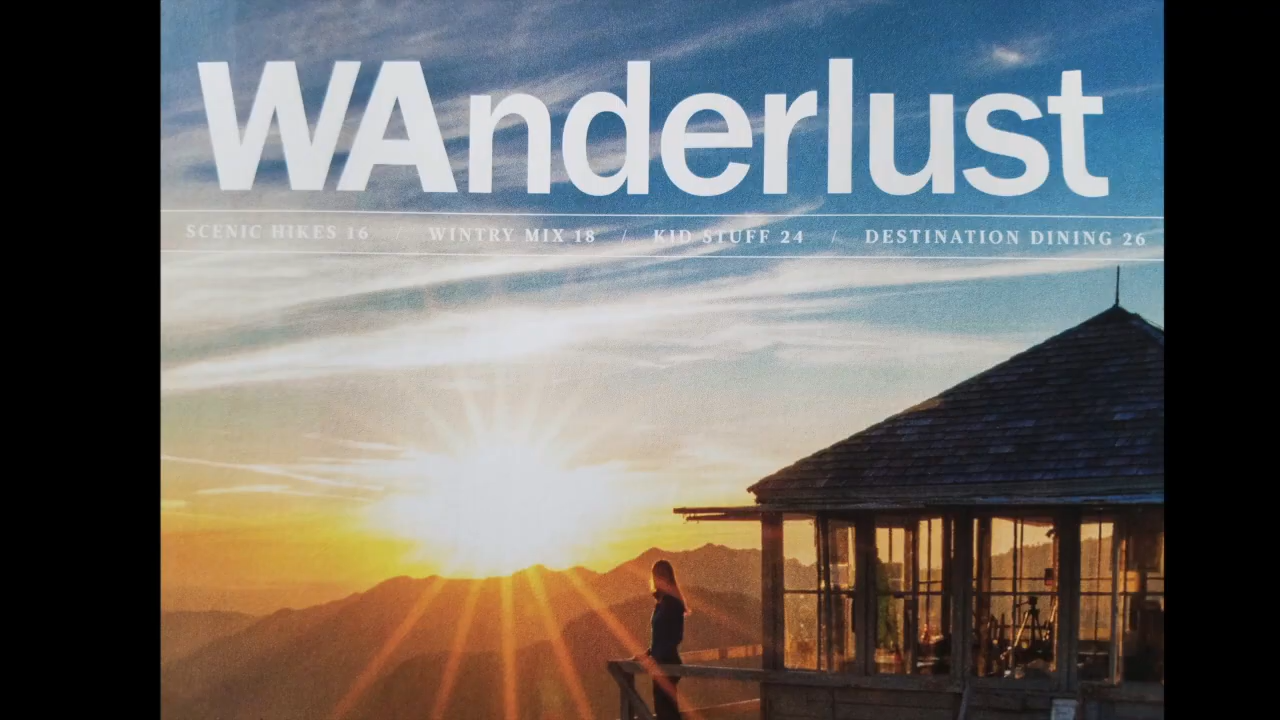 WAnderlust
SCENIC HIKES 16 / WINTRY MIX 18 / KID STUFF 24 / DESTINATION DINING 26